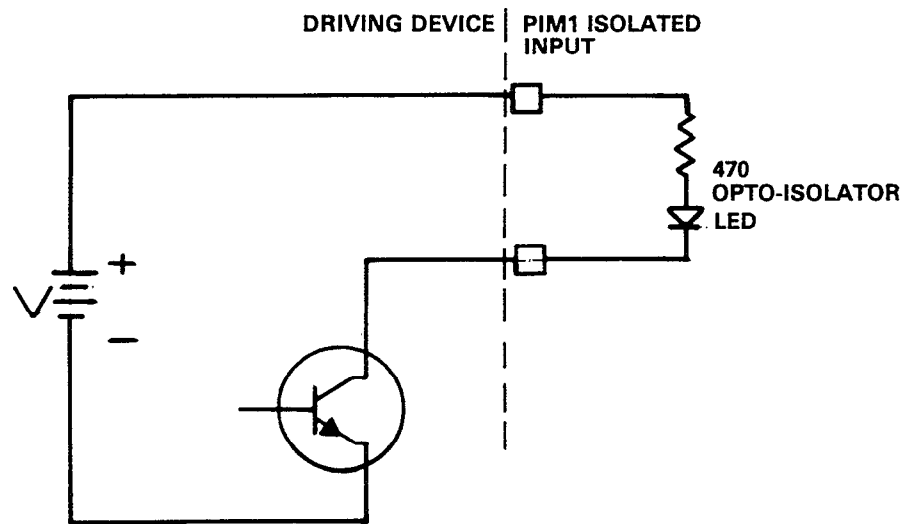 DRIVING DEVICE
PIM1 ISOLATED
INPUT
470
OPTO-ISOLATOR
LED
+
V
−